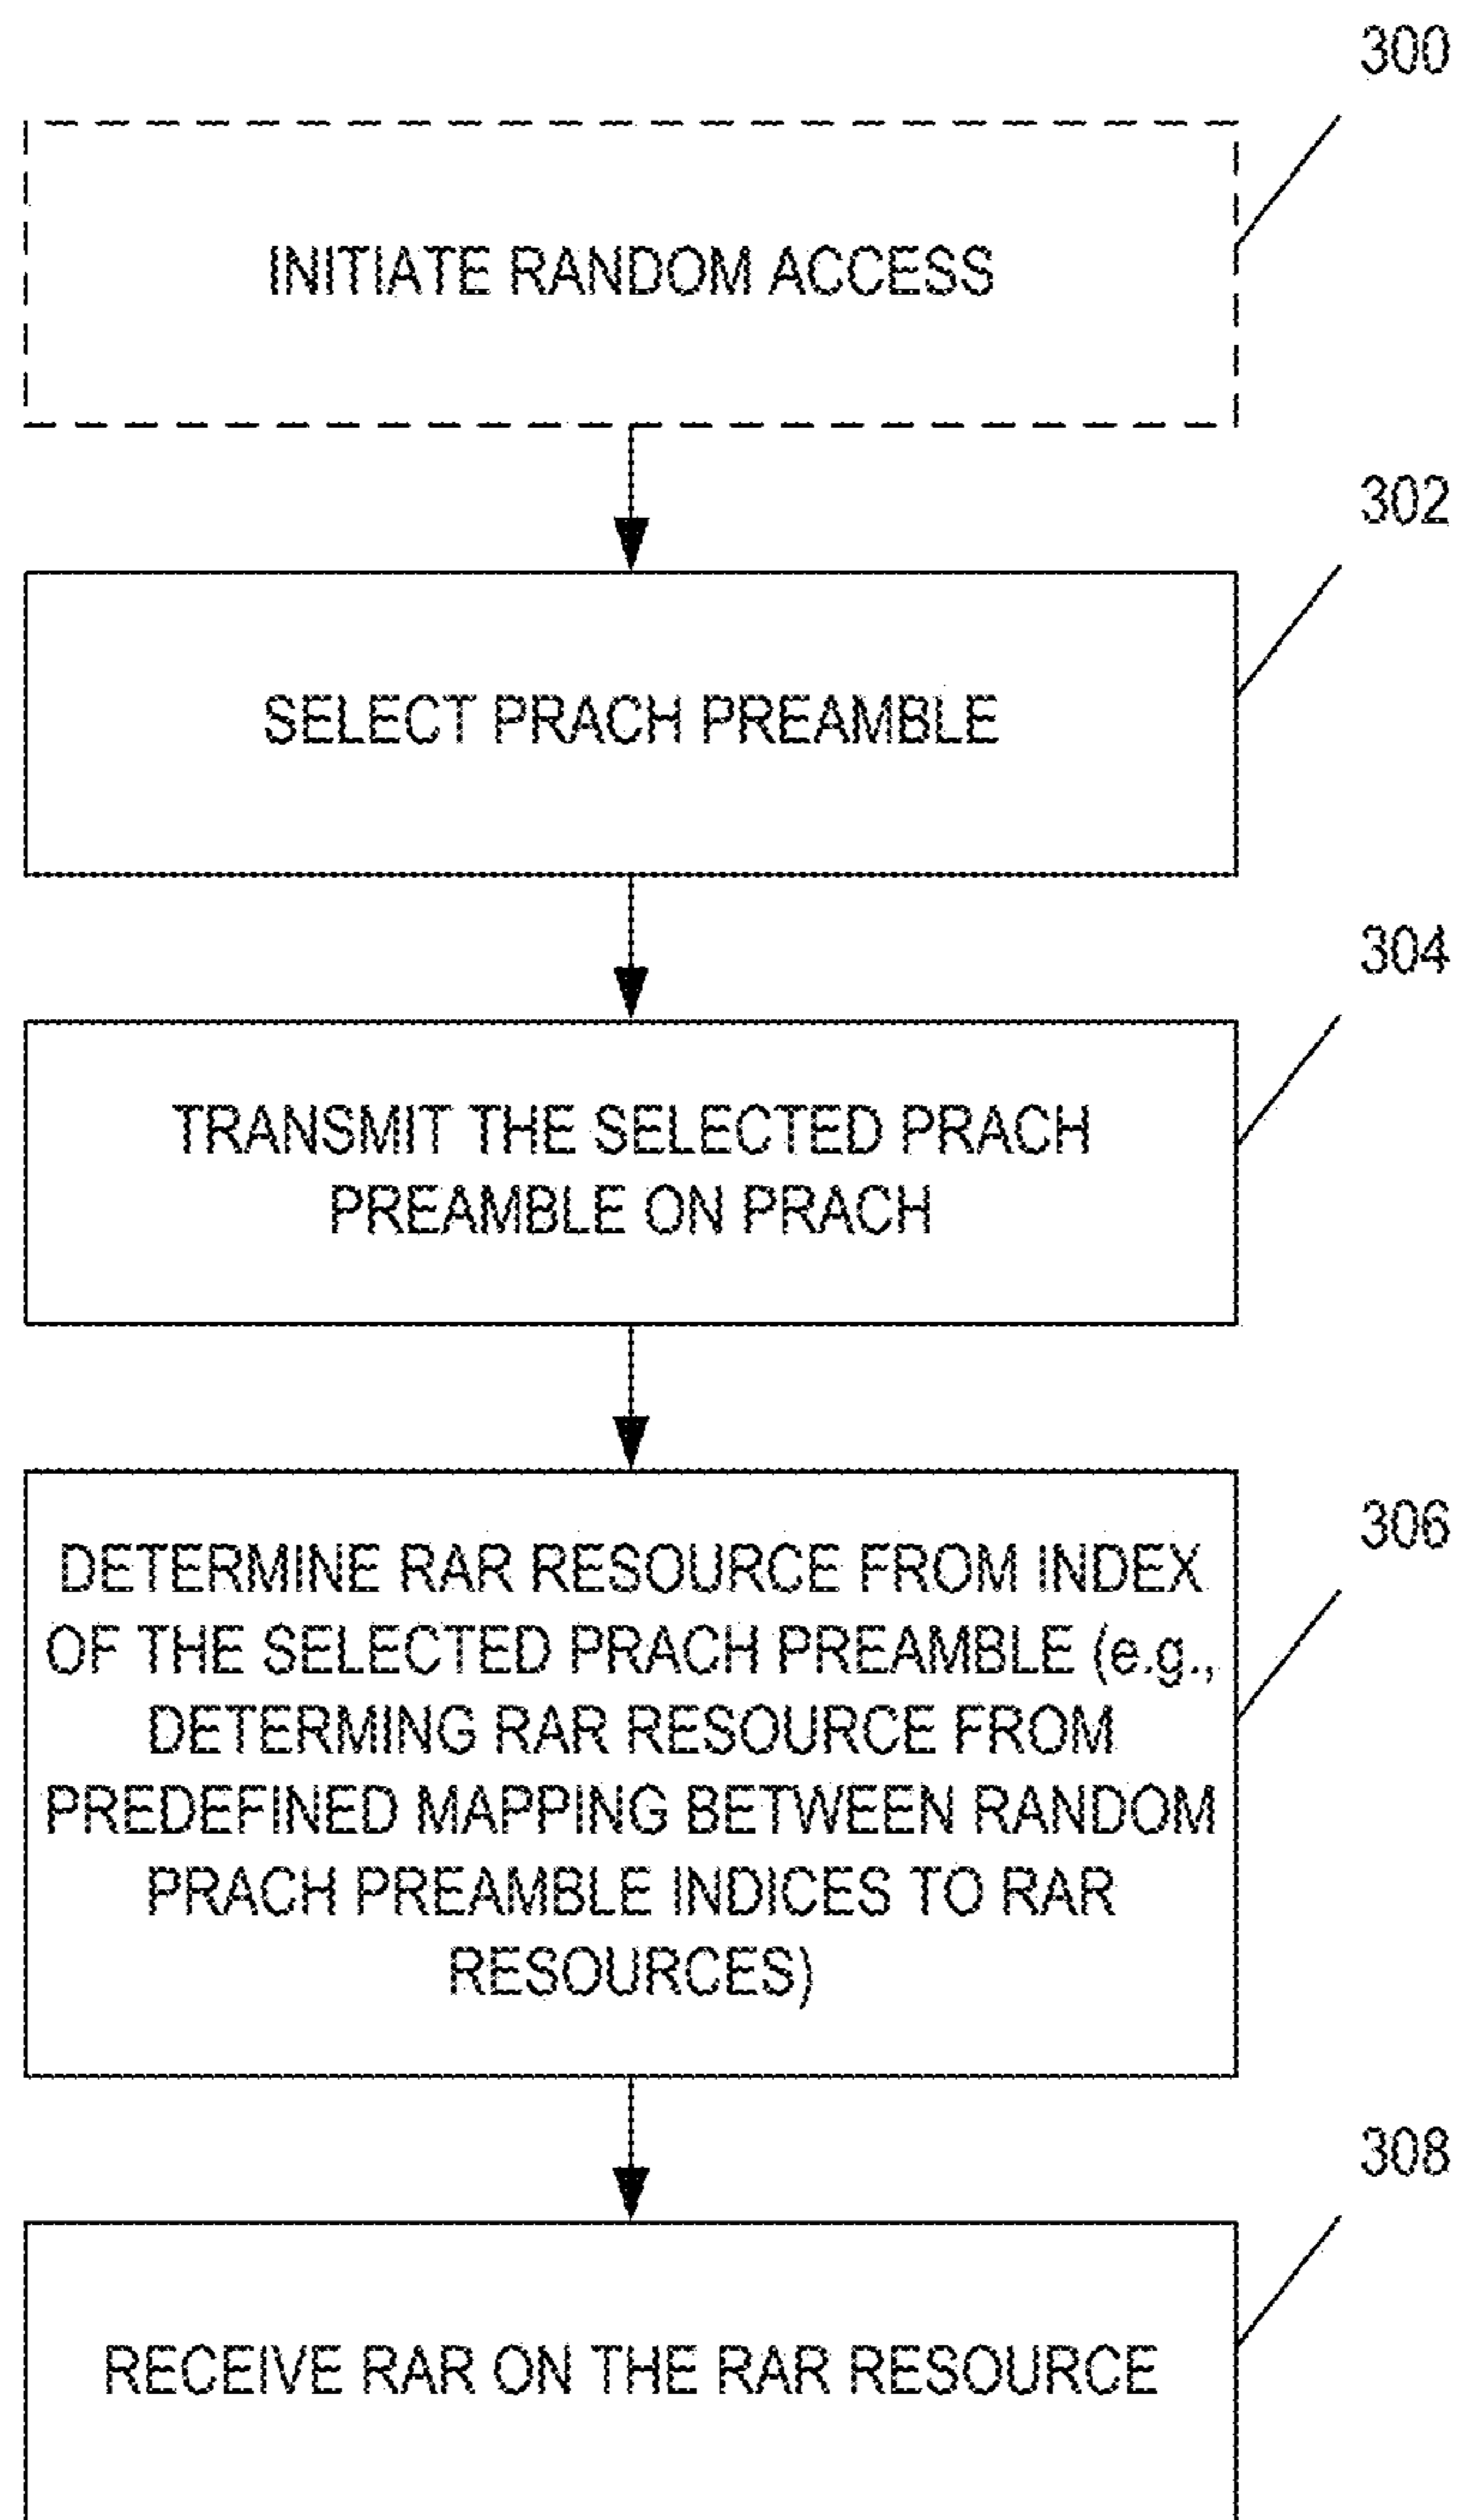 300
INITIATE RANDOM ACCESS
302
SELECT PRACH PREAMBLE
304
TRANSMIT THE SELECTED PRACH
PREAMBLE ON PRACH
306
DETERMINE RAR RESOURCE FROM INDEX
OF THE SELECTED PRACH PREAMBLE (e.g.,
DETERMING RAR RESOURCE FROM
PREDEFINED MAPPING BETWEEN RANDOM
PRACH PREAMBLE INDICES TO RAR
RESOURCES)
308
RECEIVE RAR ON THE RAR RESOURCE